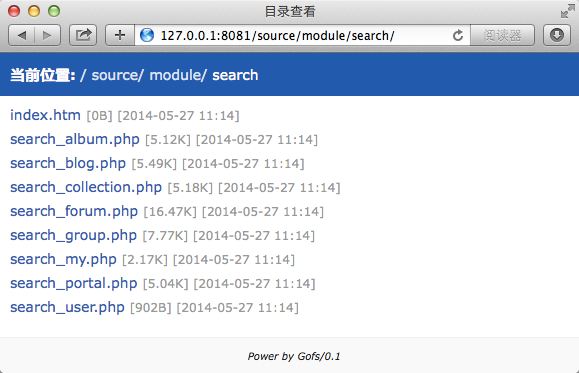 目录查看
127.0.0.1:8081/source/module/search/
阅读器
当前位置: / source/ module/ search
index.htm [0B] [2014-05-27 11:14]
search_album.php [5.12K] [2014-05-27 11:14]
search_blog.php [5.49K] [2014-05-27 11:14]
search_collection.php [5.18K] [2014-05-27 11:14]
search_forum.php [16.47K] [2014-05-27 11:14]
search_group.php [7.77K] [2014-05-27 11:14]
search_my.php [2.17K] [2014-05-27 11:14]
search_portal.php [5.04K] [2014-05-27 11:14]
search_user.php [902B] [2014-05-27 11:14]
Power by Gofs/0.1